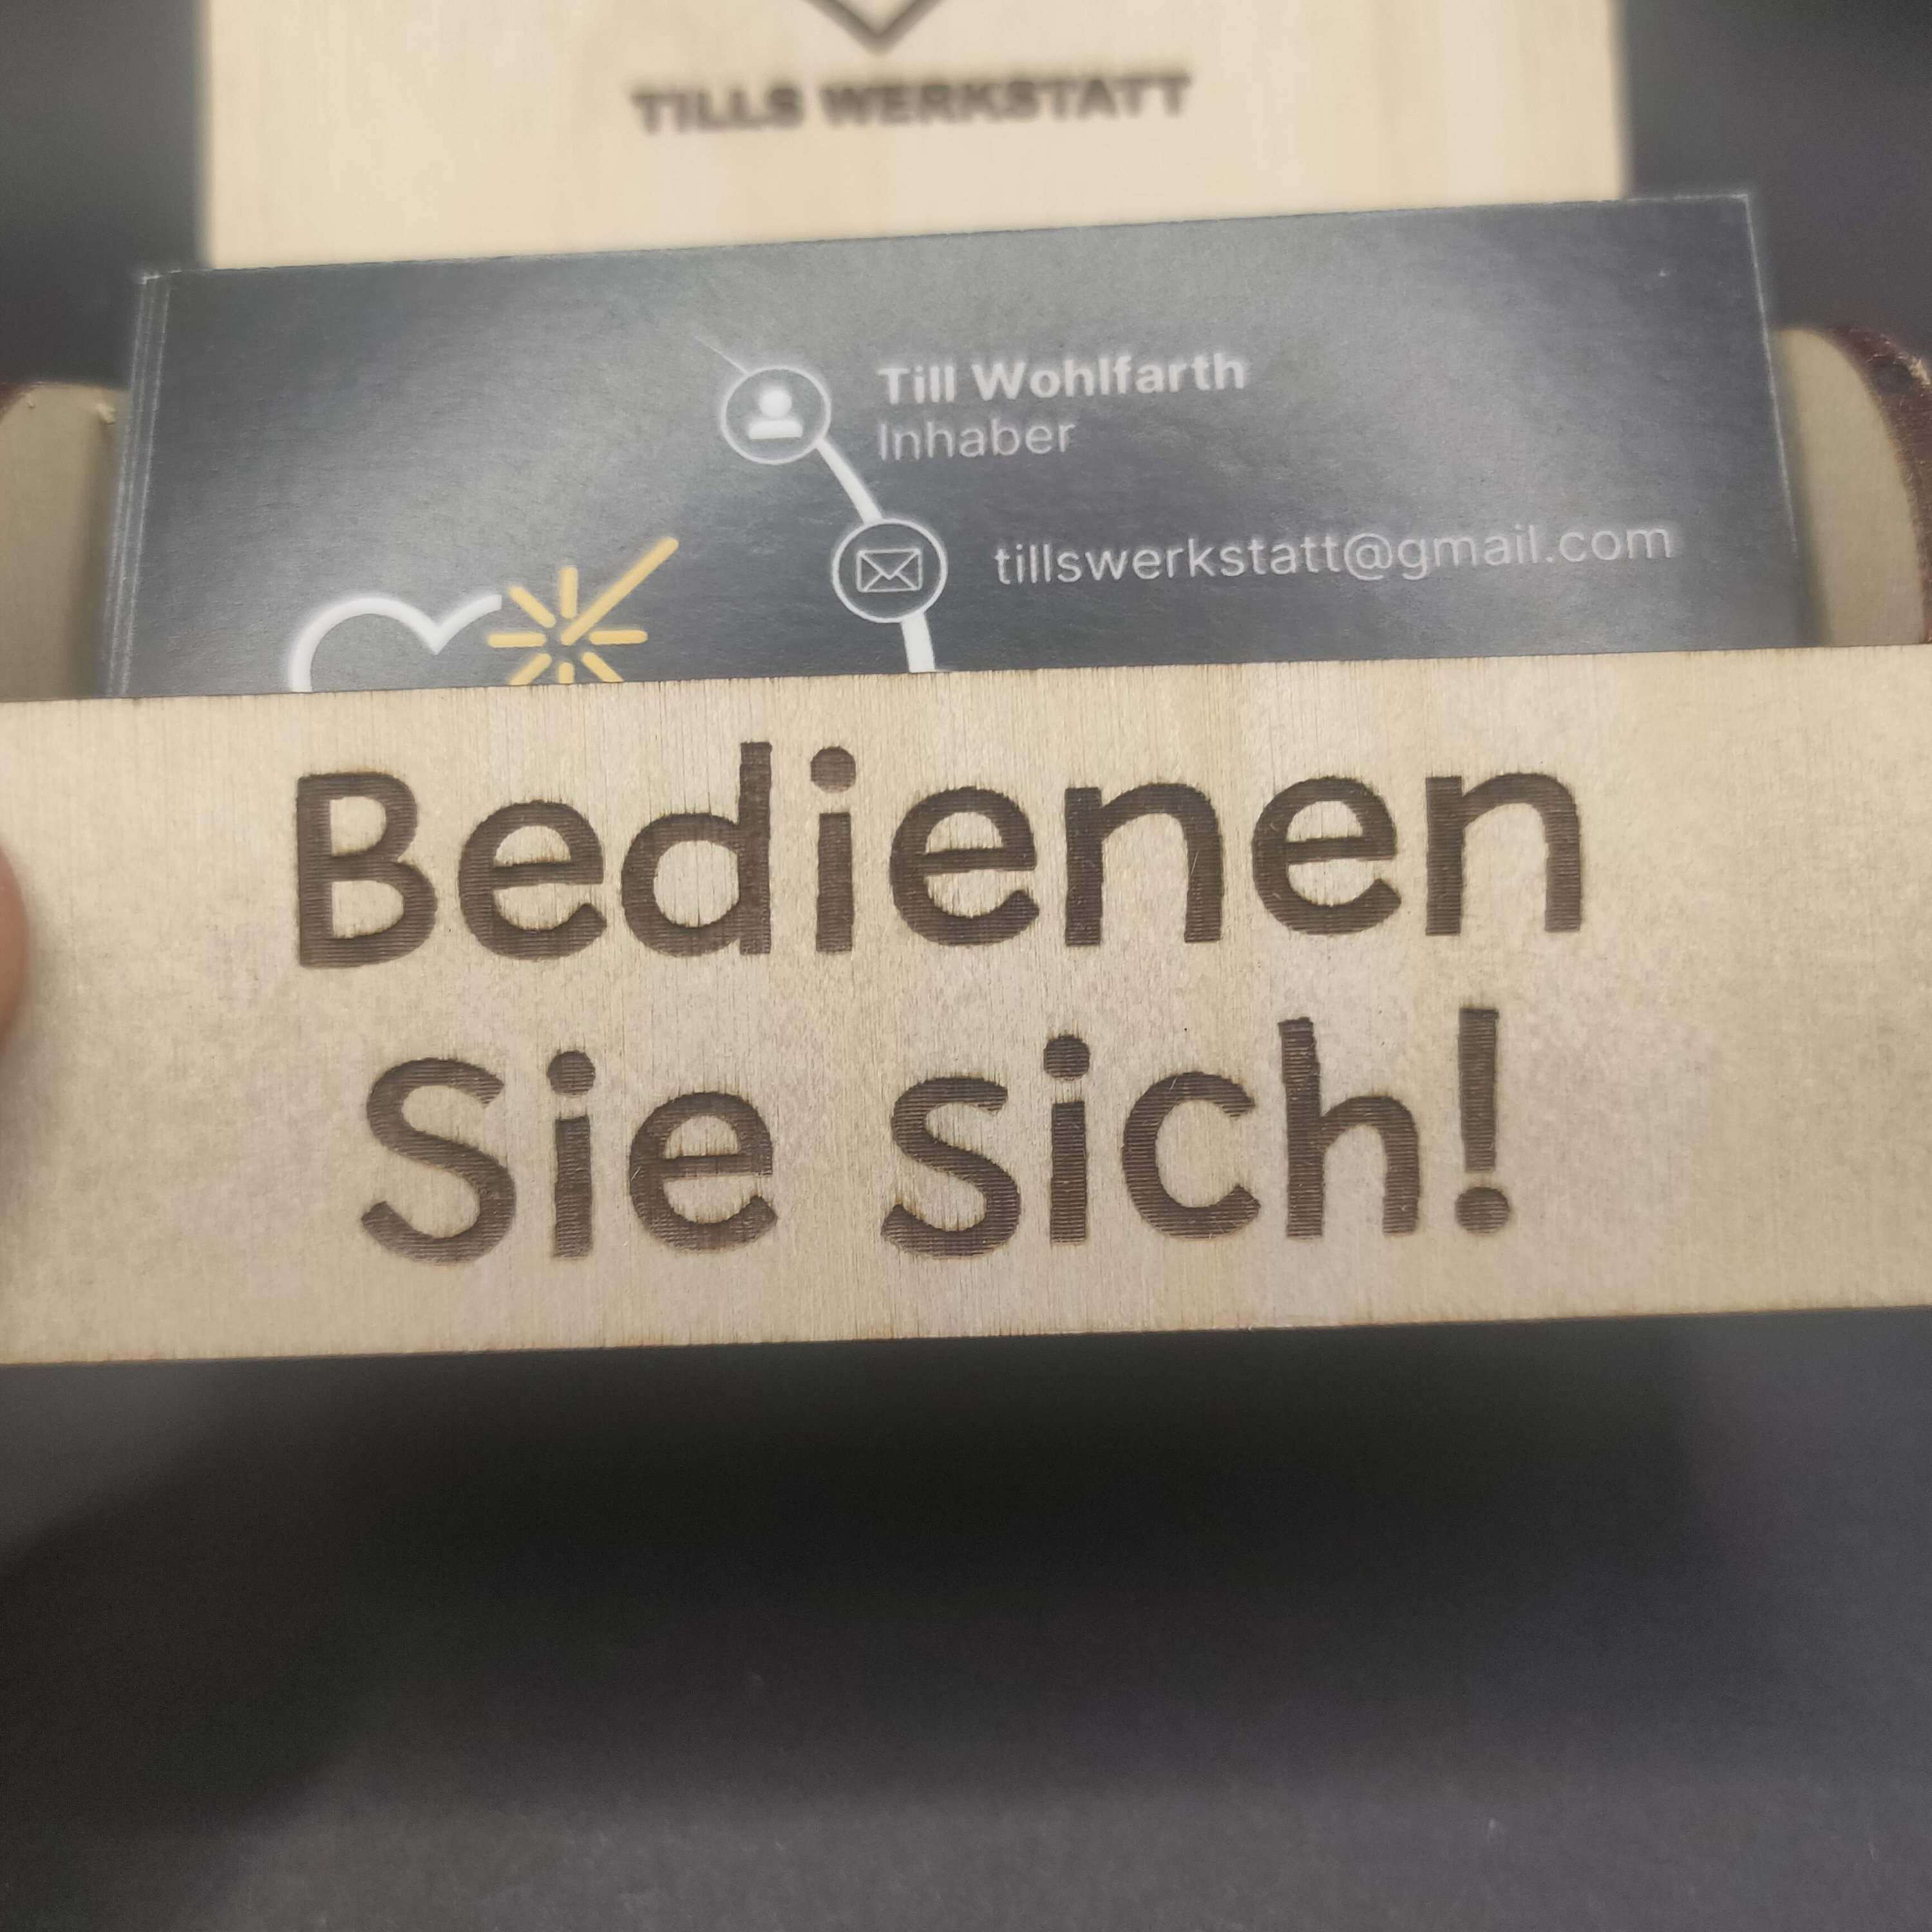 TILLS WERKSTATT
Till Wohlfarth
Inhaber
tillswerkstatt@gmail.com
Bedienen
Sie sich!